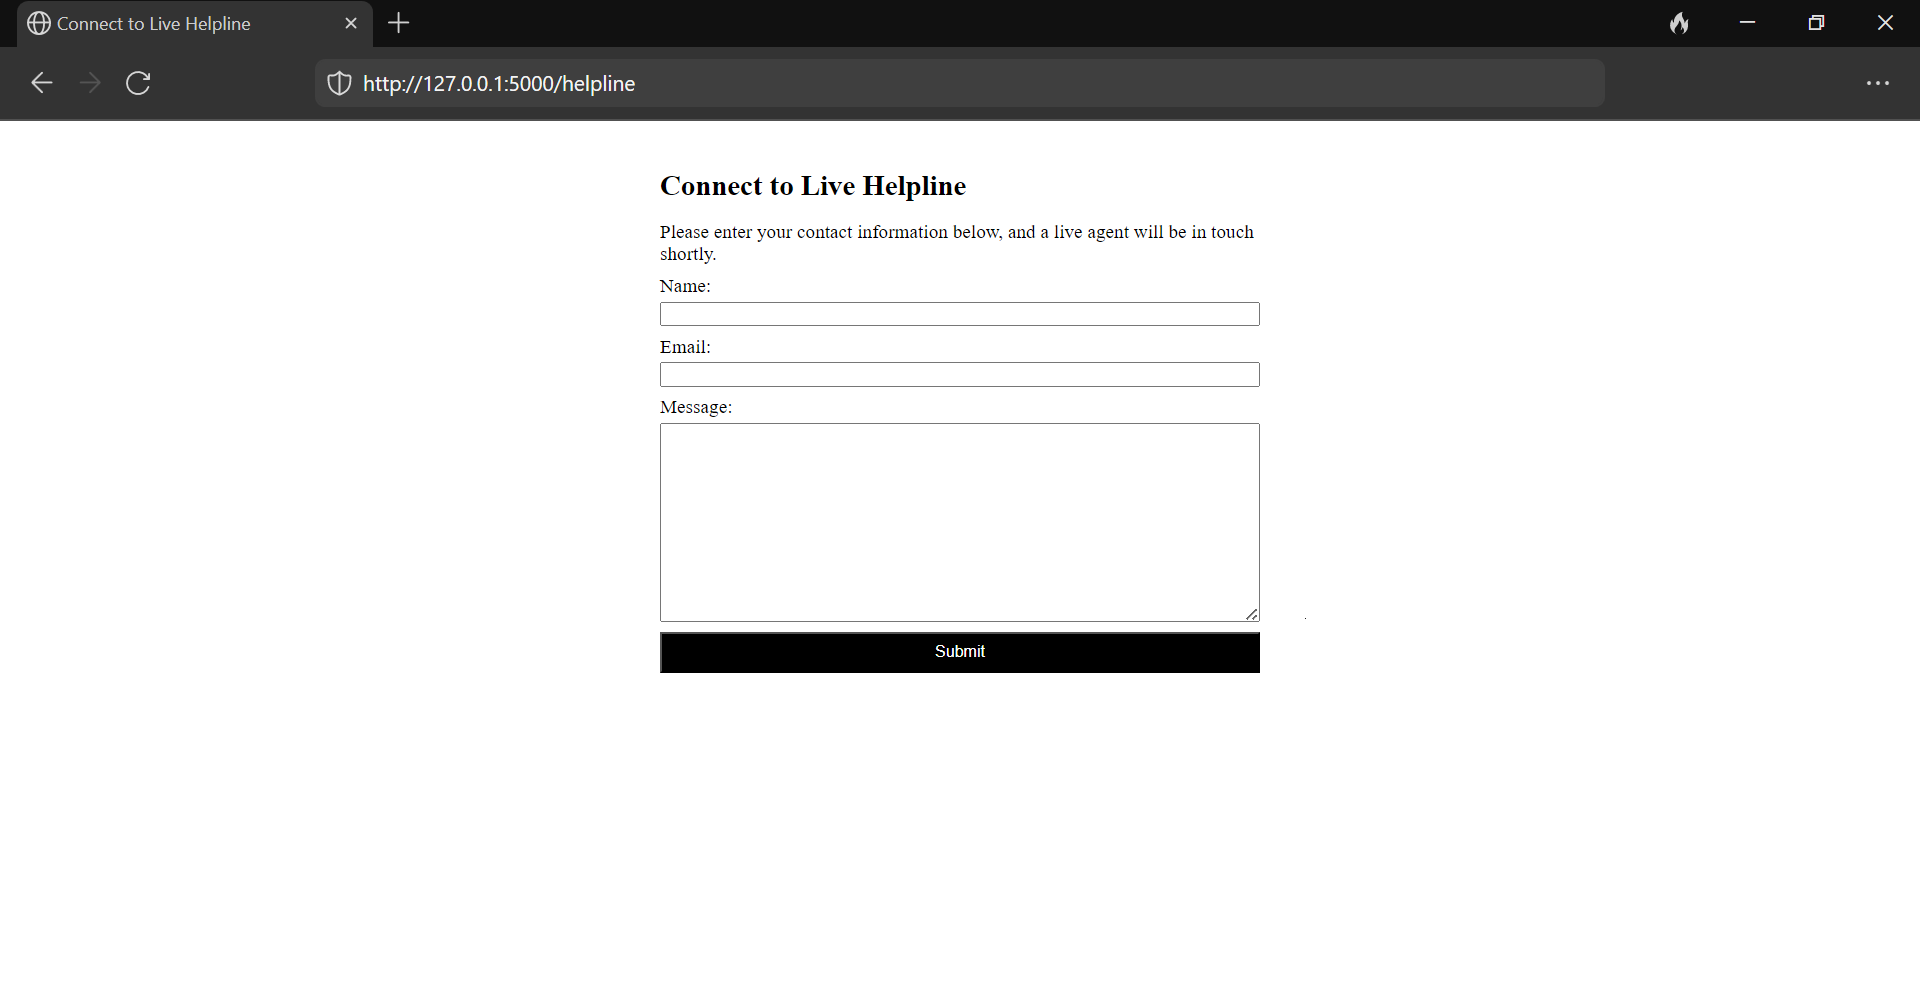 Connect to Live Helpline
http://127.0.0.1:5000/helpline
Connect to Live Helpline
Please enter your contact information below, and a live agent will be in touch
shortly.
Name:
Email:
Message:
Submit